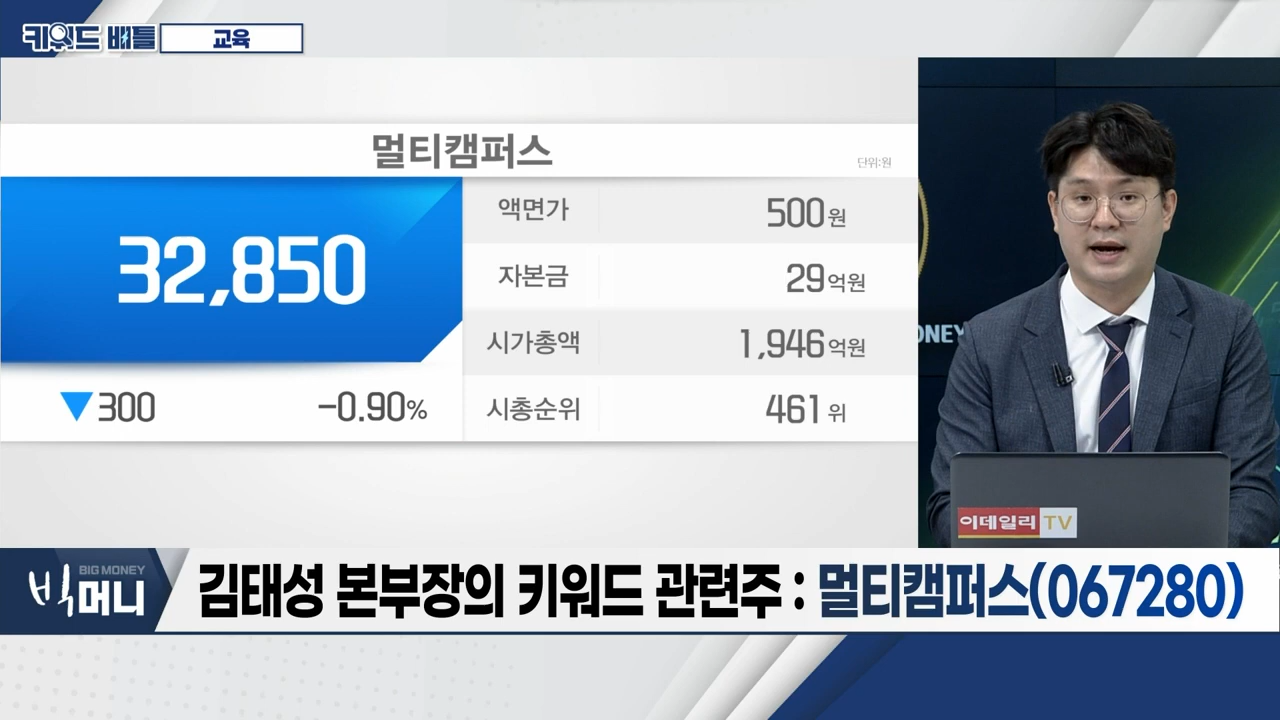 키워드 배틀 교육
멀티캠퍼스
단위:원
32,850
▼300 -0.90%
액면가 500원
자본금 29억원
시가총액 1,946억원
시총순위 461위
ONEY
이데일리TV
BIG MONEY
빅머니
김태성 본부장의 키워드 관련주 : 멀티캠퍼스(067280)